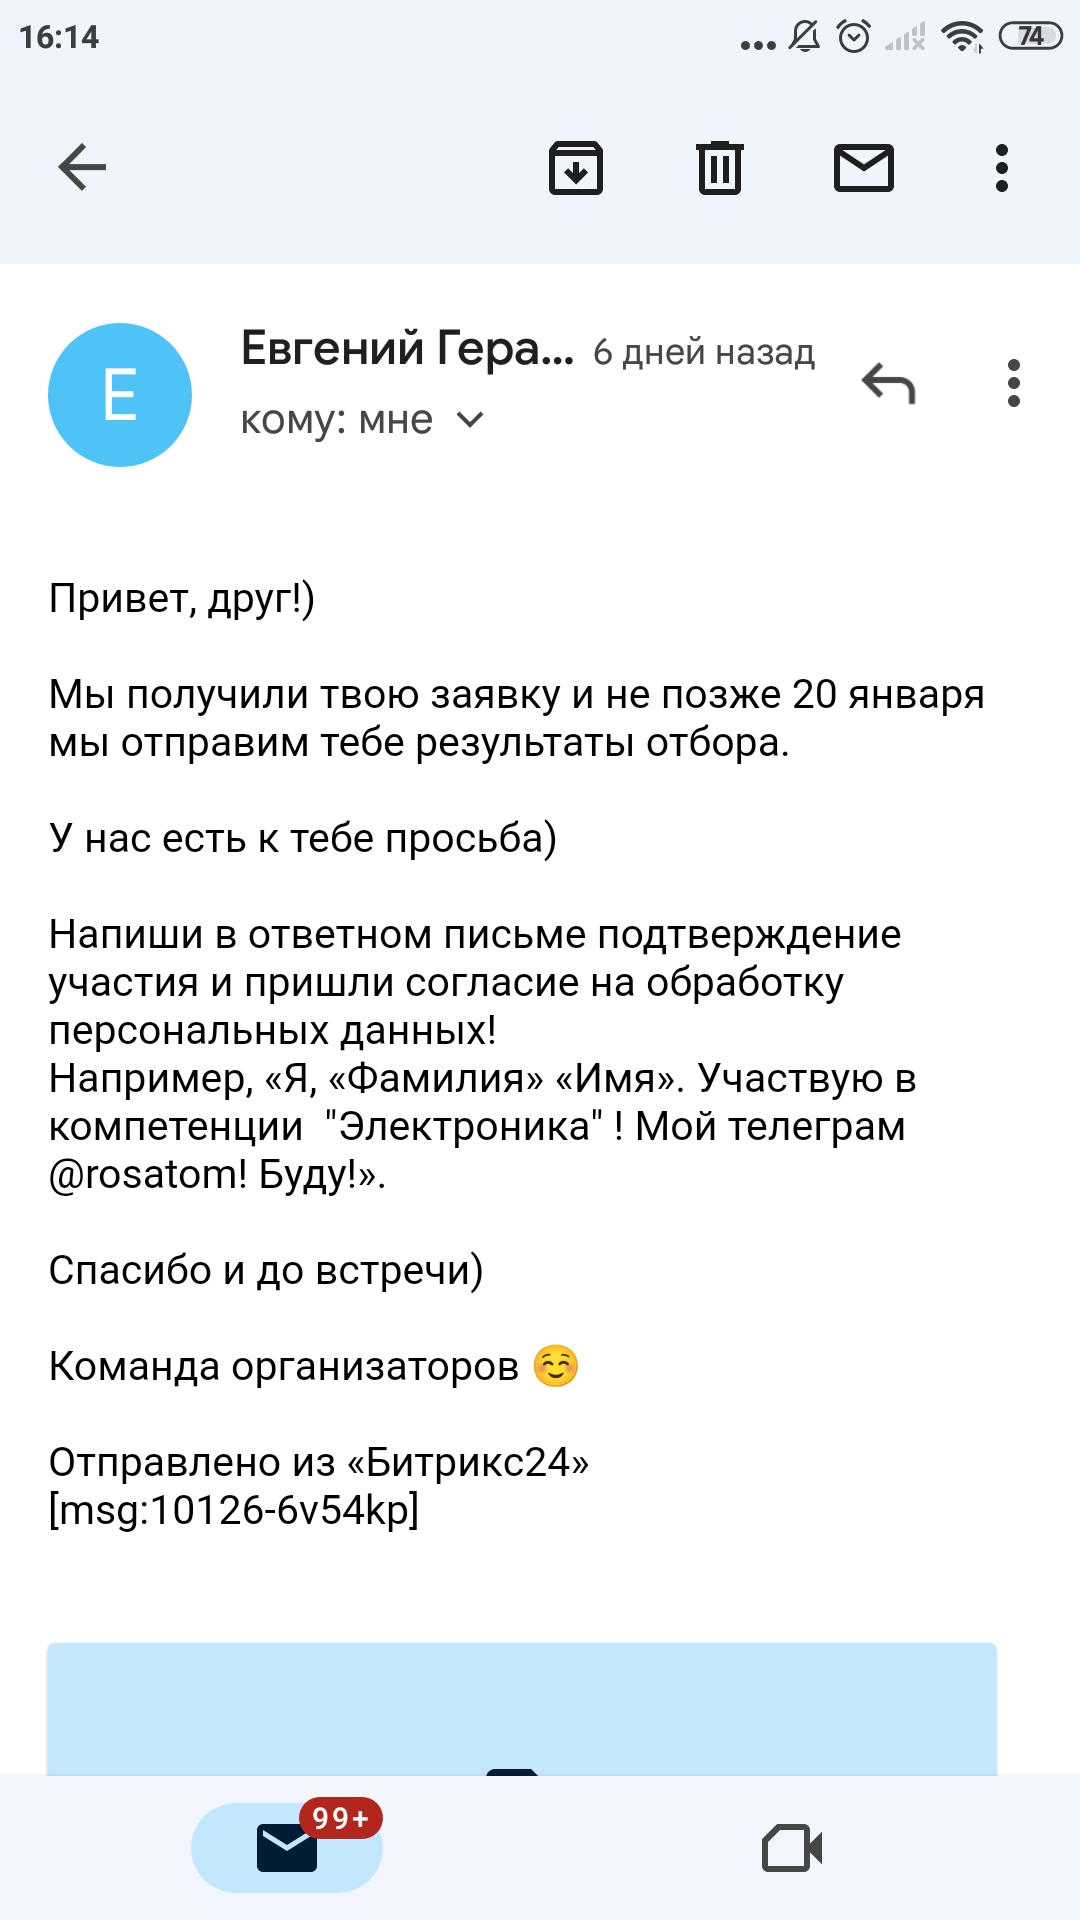 16:14
74
Е
Евгений Гера... 6 дней назад
кому: мне
Привет, друг!)
Мы получили твою заявку и не позже 20 января
мы отправим тебе результаты отбора.
У нас есть к тебе просьба)
Напиши в ответном письме подтверждение
участия и пришли согласие на обработку
персональных данных!
Например, «Я, «Фамилия» «Имя». Участвую в
компетенции  "Электроника" ! Мой телеграм
@rosatom! Буду!».
Спасибо и до встречи)
Команда организаторов ☺️
Отправлено из «Битрикс24»
[msg:10126-6v54kp]
99+